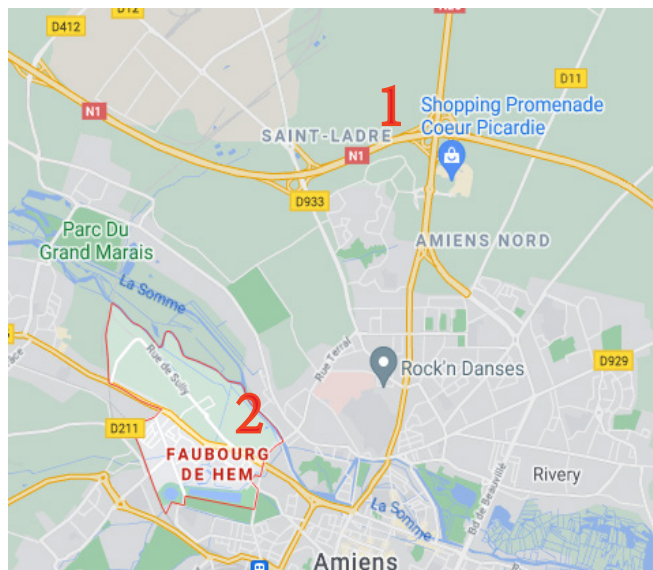 D412
D12
N1
1
D11
Shopping Promenade
Coeur Picardie
SAINT-LADRE
N1
D933
Parc Du
Grand Marais
AMIENS NORD
La Somme
Rue de Sully
Rue Terral
Rock'n Danses
D929
2
D211
FAUBOURG
DE HEM
La Somme
Bd de Beauvillé
Rivery
Amiens